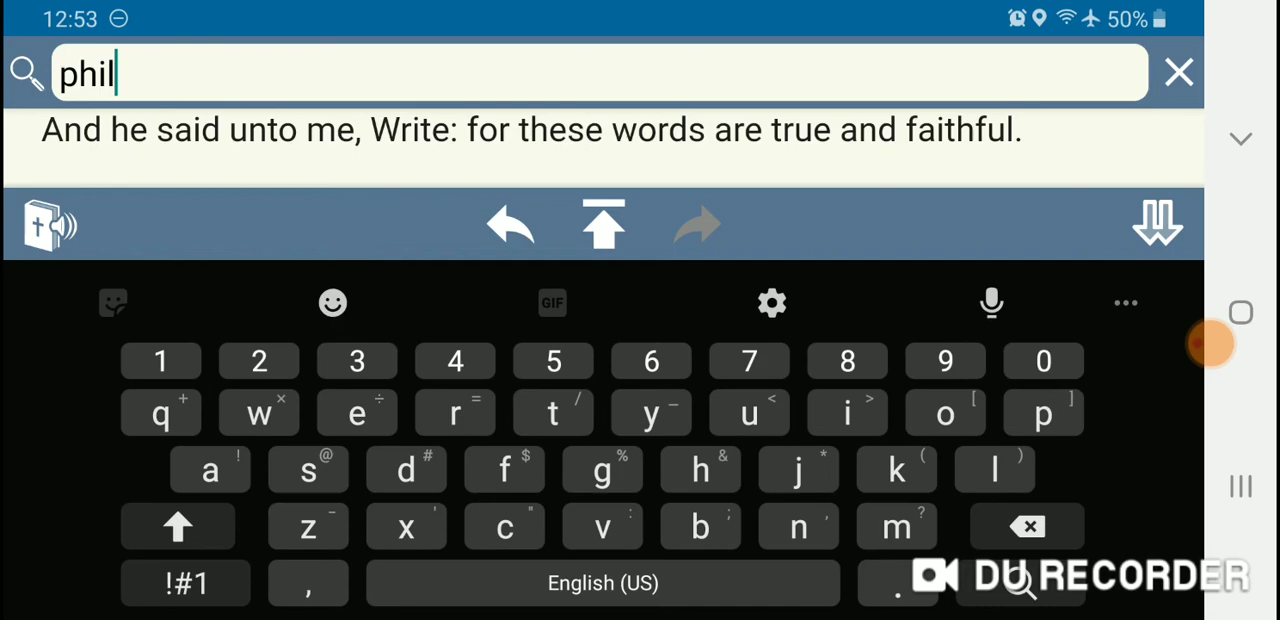 12:53 50%
phil
And he said unto me, Write: for these words are true and faithful.
GIF
1 2 3 4 5 6 7 8 9 0
q + w × e ÷ r = t / y _ u < i > o [ p ]
a ! s @ d # f $ g % h & j * k ( l )
z - x ' c " v : b ; n , m ?
!#1 , English (US) .
DU RECORDER